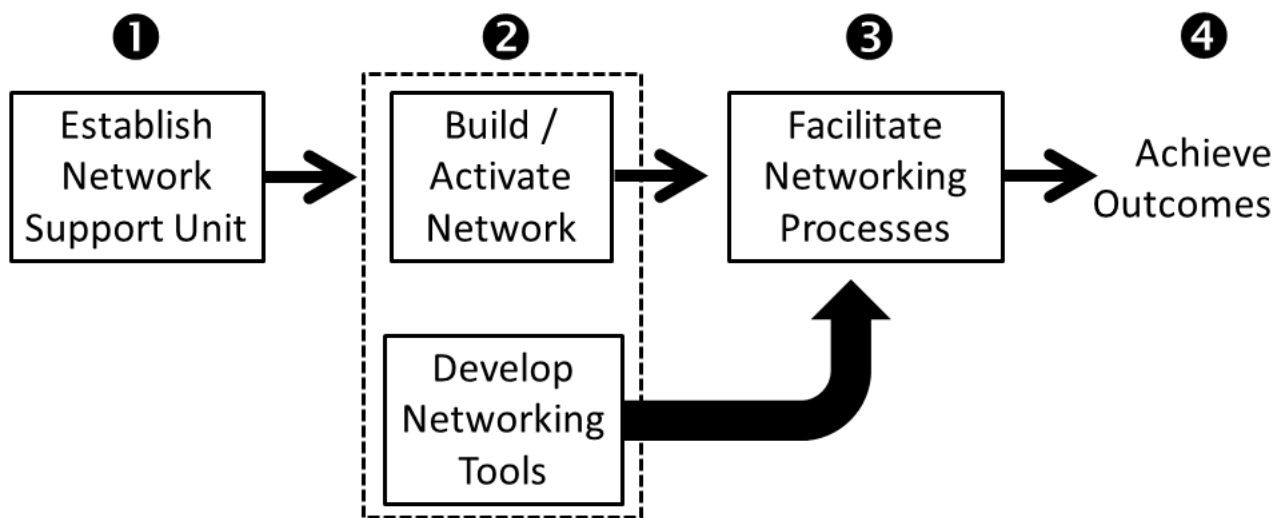 ❶
❷
❸
❹
Establish
Network
Support Unit
Build /
Activate
Network
Facilitate
Networking
Processes
Achieve
Outcomes
Develop
Networking
Tools